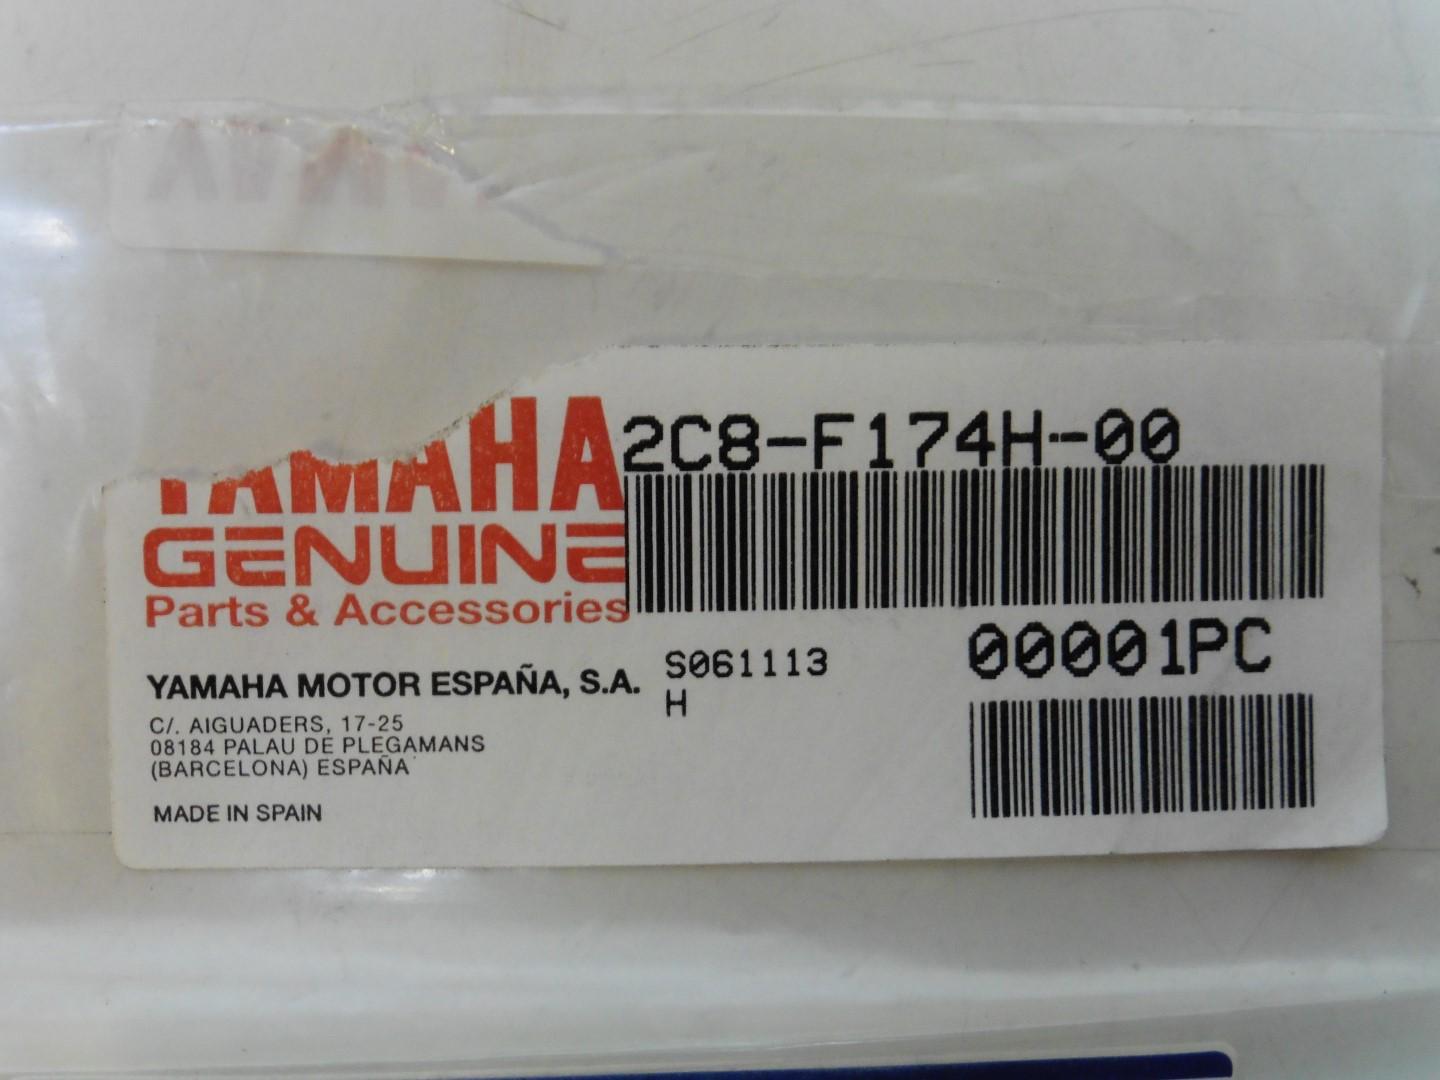 YAMAHA
GENUINE
Parts & Accessories
2C8-F174H-00
00001PC
S061113
H
YAMAHA MOTOR ESPAÑA, S.A.
C/. AIGUADERS, 17-25
08184 PALAU DE PLEGAMANS
(BARCELONA) ESPAÑA
MADE IN SPAIN